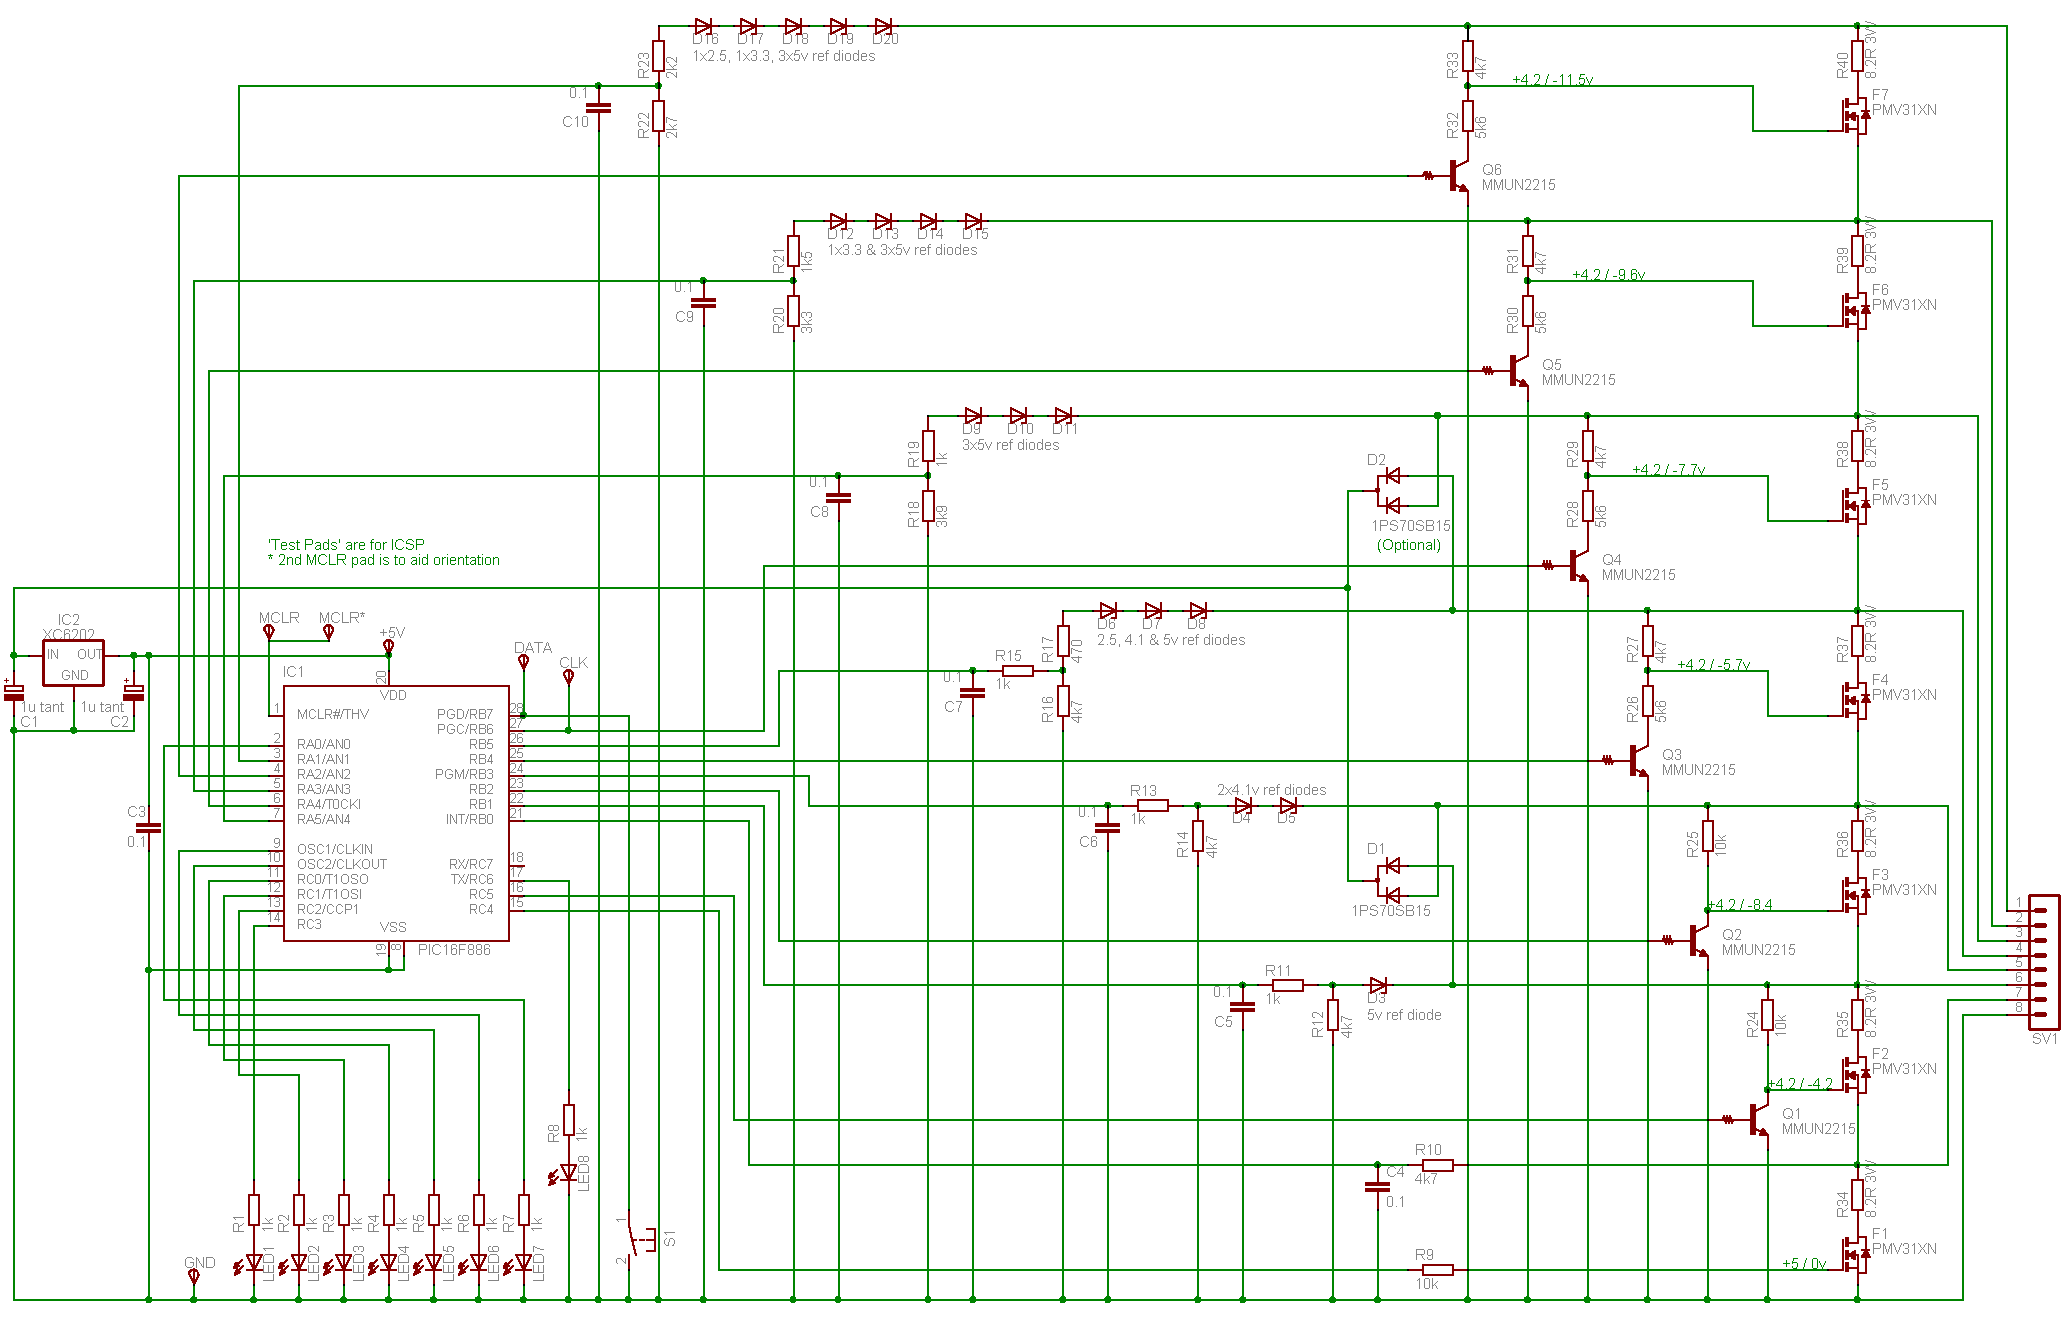 D16 D17 D18 D19 D20
1x2.5, 1x3.3, 3x5v ref diodes
R23
2k2
R33
4k7
R40
8.2R 3W
+4.2 / -11.5v
0.1
C10
R22
2k7
R32
5k6
F7
PMV31XN
Q6
MMUN2215
D12 D13 D14 D15
1x3.3 & 3x5v ref diodes
R21
1k5
R31
4k7
R39
8.2R 3W
+4.2 / -9.6v
0.1
C9
R20
3k3
R30
5k6
F6
PMV31XN
Q5
MMUN2215
D9 D10 D11
3x5v ref diodes
R19
1k
D2
1PS70SB15
(Optional)
R29
4k7
R38
8.2R 3W
+4.2 / -7.7v
0.1
C8
R18
3k9
R28
5k6
F5
PMV31XN
Q4
MMUN2215
'Test Pads' are for ICSP
* 2nd MCLR pad is to aid orientation
D6 D7 D8
2.5, 4.1 & 5v ref diodes
IC2
XC6202
IN OUT
GND
1u tant
C1
1u tant
C2
MCLR MCLR*
+5V
DATA
CLK
R17
470
R15
1k
0.1
C7
R16
4k7
R27
4k7
R37
8.2R 3W
+4.2 / -5.7v
R26
5k6
F4
PMV31XN
Q3
MMUN2215
IC1
20
VDD
1 MCLR#/THV PGD/RB7 28
PGC/RB6 27
2 RA0/AN0 RB5 26
3 RA1/AN1 RB4 25
4 RA2/AN2 PGM/RB3 24
5 RA3/AN3 RB2 23
6 RA4/T0CKI RB1 22
7 RA5/AN4 INT/RB0 21
9 OSC1/CLKIN
10 OSC2/CLKOUT RX/RC7 18
11 RC0/T1OSO TX/RC6 17
12 RC1/T1OSI RC5 16
13 RC2/CCP1 RC4 15
14 RC3
VSS
19 8
PIC16F886
C3
0.1
2x4.1v ref diodes
D4 D5
R13
1k
0.1
C6
R14
4k7
D1
1PS70SB15
R25
10k
R36
8.2R 3W
+4.2 / -8.4
F3
PMV31XN
Q2
MMUN2215
1
2
3
4
5
6
7
8
SV1
R11
1k
0.1
C5
R12
4k7
D3
5v ref diode
R24
10k
R35
8.2R 3W
+4.2 / -4.2
F2
PMV31XN
Q1
MMUN2215
R8
1k
LED8
R10
4k7
C4
0.1
R34
8.2R 3W
R1 1k R2 1k R3 1k R4 1k R5 1k R6 1k R7 1k
LED1 LED2 LED3 LED4 LED5 LED6 LED7
1
2
S1
GND
R9
10k
+5 / 0v
F1
PMV31XN